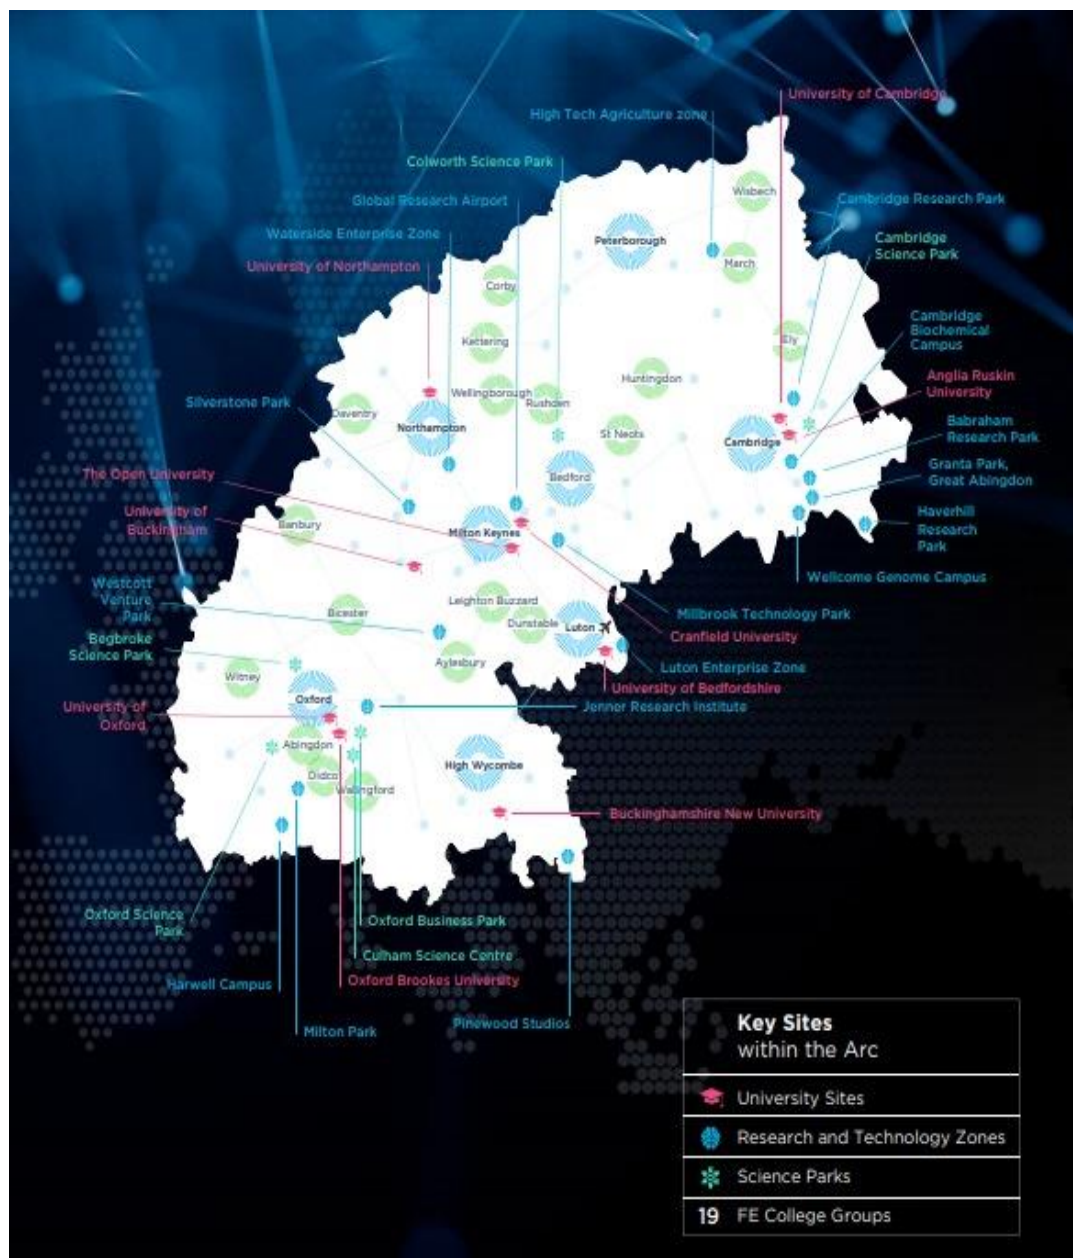 University of Cambridge
High Tech Agriculture zone
Colworth Science Park
Wisbech
Global Research Airport
Cambridge Research Park
Waterside Enterprise Zone
Peterborough
Cambridge
Science Park
University of Northampton
March
Corby
Cambridge
Biochemical
Campus
Kettering
Ely
Huntingdon
Anglia Ruskin
University
Wellingborough
Rushden
Silverstone Park
Daventry
Northampton
St Neots
Cambridge
Babraham
Research Park
Granta Park,
Great Abingdon
The Open University
Bedford
University of
Buckingham
Banbury
Milton Keynes
Haverhill
Research
Park
Wellcome Genome Campus
Westcott
Venture
Park
Bicester
Leighton Buzzard
Dunstable
Luton
Millbrook Technology Park
Cranfield University
Begbroke
Science Park
Aylesbury
Luton Enterprise Zone
Witney
University of Bedfordshire
Oxford
Jenner Research Institute
University of
Oxford
Abingdon
High Wycombe
Didco
Wallingford
Buckinghamshire New University
Oxford Science
Park
Oxford Business Park
Culham Science Centre
Harwell Campus
Oxford Brookes University
Milton Park
Pinewood Studios
Key Sites
within the Arc
University Sites
Research and Technology Zones
Science Parks
19 FE College Groups